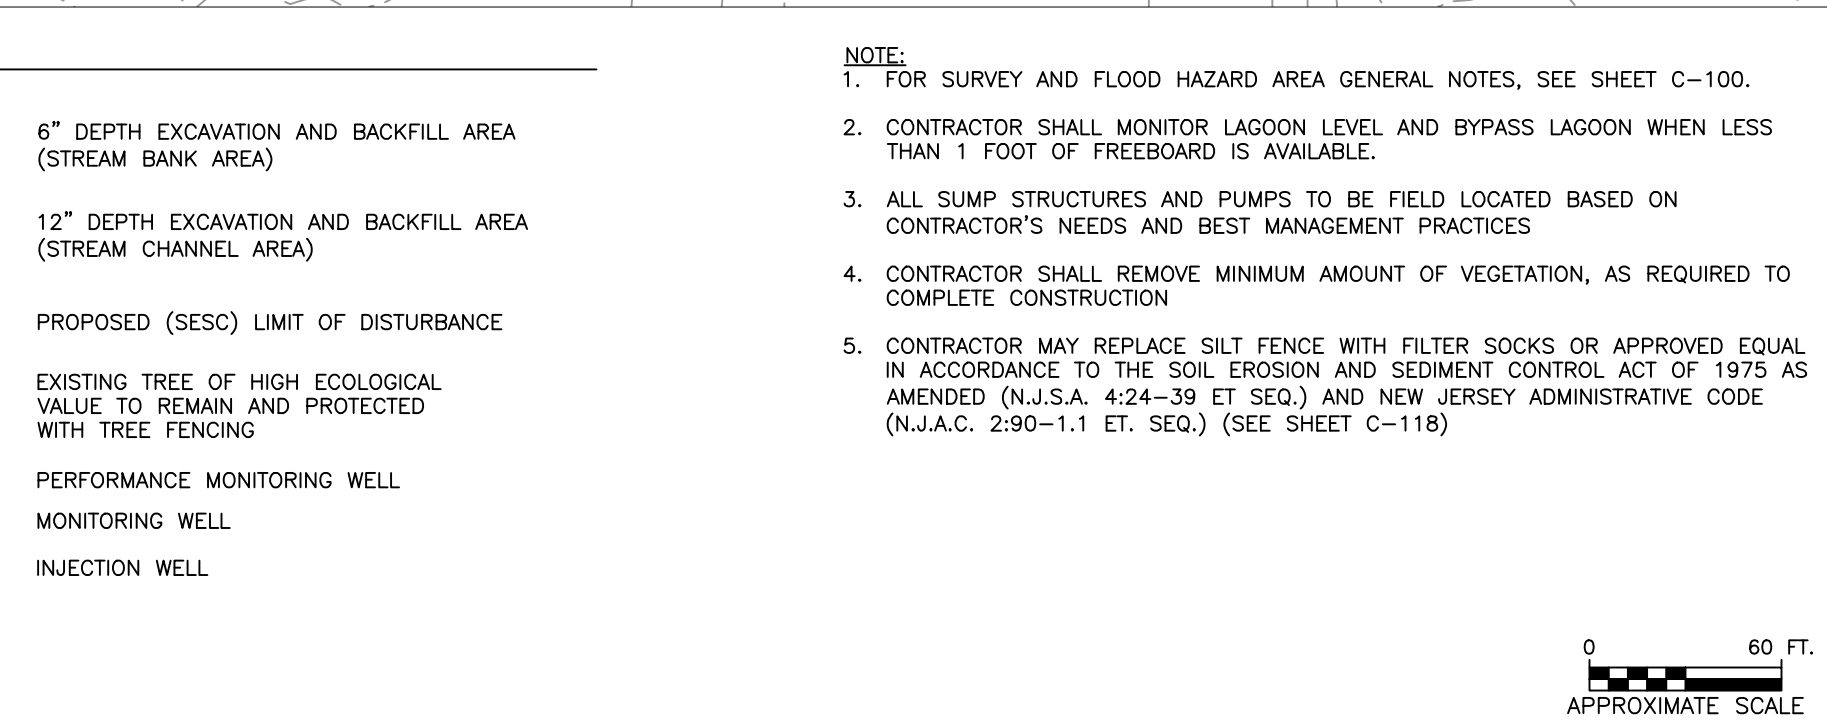 6” DEPTH EXCAVATION AND BACKFILL AREA
(STREAM BANK AREA)
12” DEPTH EXCAVATION AND BACKFILL AREA
(STREAM CHANNEL AREA)
PROPOSED (SESC) LIMIT OF DISTURBANCE
EXISTING TREE OF HIGH ECOLOGICAL
VALUE TO REMAIN AND PROTECTED
WITH TREE FENCING
PERFORMANCE MONITORING WELL
MONITORING WELL
INJECTION WELL
NOTE:
1. FOR SURVEY AND FLOOD HAZARD AREA GENERAL NOTES, SEE SHEET C-100.
2. CONTRACTOR SHALL MONITOR LAGOON LEVEL AND BYPASS LAGOON WHEN LESS
THAN 1 FOOT OF FREEBOARD IS AVAILABLE.
3. ALL SUMP STRUCTURES AND PUMPS TO BE FIELD LOCATED BASED ON
CONTRACTOR’S NEEDS AND BEST MANAGEMENT PRACTICES
4. CONTRACTOR SHALL REMOVE MINIMUM AMOUNT OF VEGETATION, AS REQUIRED TO
COMPLETE CONSTRUCTION
5. CONTRACTOR MAY REPLACE SILT FENCE WITH FILTER SOCKS OR APPROVED EQUAL
IN ACCORDANCE TO THE SOIL EROSION AND SEDIMENT CONTROL ACT OF 1975 AS
AMENDED (N.J.S.A. 4:24-39 ET SEQ.) AND NEW JERSEY ADMINISTRATIVE CODE
(N.J.A.C. 2:90-1.1 ET. SEQ.) (SEE SHEET C-118)
0 60 FT.
APPROXIMATE SCALE